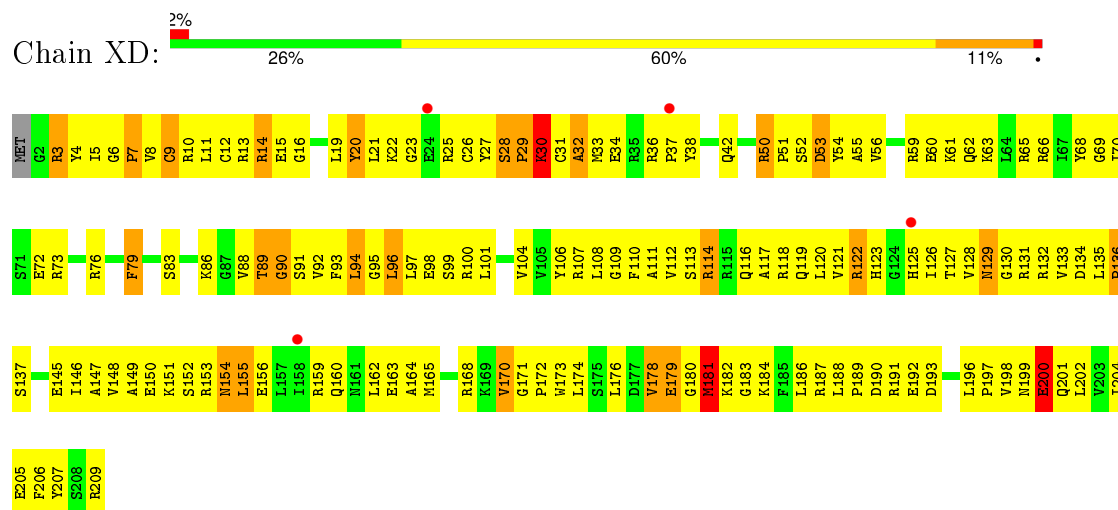 2%
Chain XD:
26% 60% 11% •
MET G2 R3 Y4 I5 G6 P7 V8 C9 R10 L11 C12 R13 R14 E15 G16 L19 Y20 L21 K22 G23 E24 R25 C26 Y27 S28 P29 K30 C31 A32 M33 E34 R35 R36 P37 Y38 Q42 R50 P51 S52 D53 Y54 A55 V56 R59 E60 K61 Q62 K63 L64 R65 R66 I67 Y68 G69 I70
S71 E72 R73 R76 F79 S83 K86 G87 V88 T89 G90 S91 V92 F93 L94 G95 L96 L97 E98 S99 R100 L101 V104 V105 Y106 R107 L108 G109 F110 A111 V112 S113 R114 R115 Q116 A117 R118 Q119 L120 V121 R122 H123 G124 H125 I126 T127 V128 N129 G130 R131 R132 V133 D134 L135 P136
S137 E145 I146 A147 V148 A149 E150 K151 S152 R153 N154 L155 E156 L157 I158 R159 Q160 N161 L162 E163 A164 M165 R168 K169 V170 G171 P172 W173 L174 S175 L176 D177 V178 E179 G180 M181 K182 G183 K184 F185 L186 R187 L188 P189 D190 R191 E192 D193 L196 P197 V198 N199 E200 Q201 L202 V203 I204
E205 F206 Y207 S208 R209